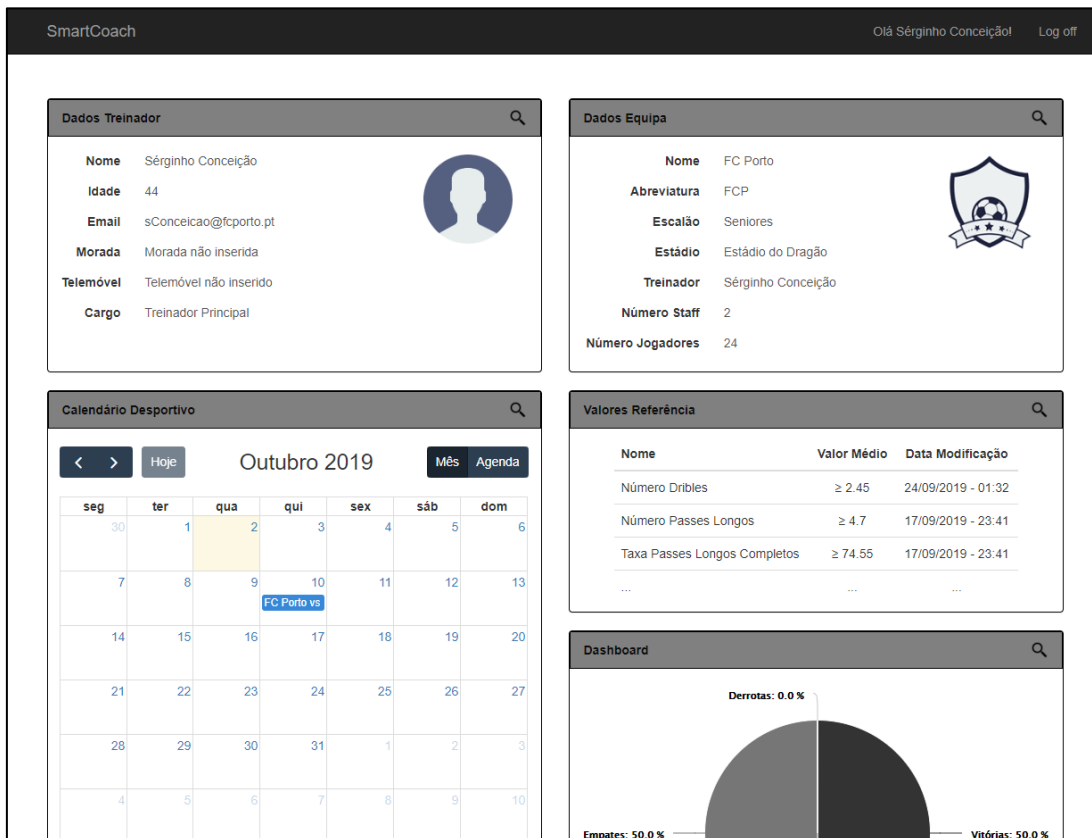 SmartCoach
Olá Sérginho Conceição!
Log off
Dados Treinador
Nome Sérginho Conceição
Idade 44
Email sConceicao@fcporto.pt
Morada Morada não inserida
Telemóvel Telemóvel não inserido
Cargo Treinador Principal
Dados Equipa
Nome FC Porto
Abreviatura FCP
Escalão Seniores
Estádio Estádio do Dragão
Treinador Sérginho Conceição
Número Staff 2
Número Jogadores 24
Calendário Desportivo
Hoje Outubro 2019 Mês Agenda
seg ter qua qui sex sáb dom
30 1 2 3 4 5 6
7 8 9 10 11 12 13
FC Porto vs
14 15 16 17 18 19 20
21 22 23 24 25 26 27
28 29 30 31 1 2 3
4 5 6 7 8 9 10
Valores Referência
Nome Valor Médio Data Modificação
Número Dribles ≥ 2.45 24/09/2019 - 01:32
Número Passes Longos ≥ 4.7 17/09/2019 - 23:41
Taxa Passes Longos Completos ≥ 74.55 17/09/2019 - 23:41
... ... ...
Dashboard
Derrotas: 0.0 %
Empates: 50.0 % Vitórias: 50.0 %